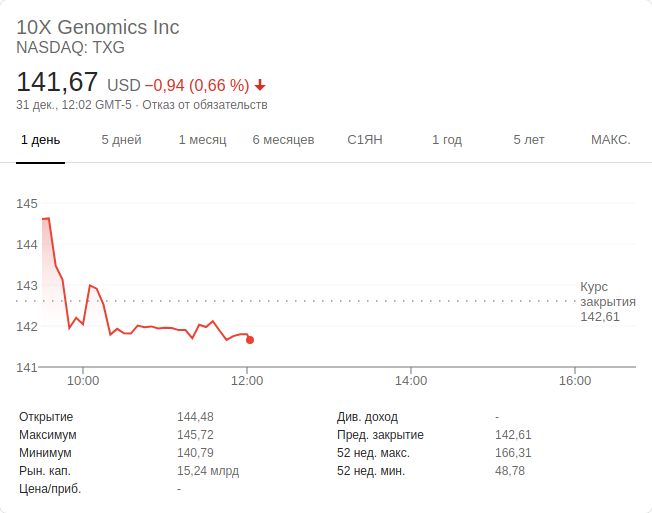 10X Genomics Inc
NASDAQ: TXG
141,67 USD −0,94 (0,66 %)
31 дек., 12:02 GMT-5 · Отказ от обязательств
1 день 5 дней 1 месяц 6 месяцев С1ЯН 1 год 5 лет МАКС.
145
144
143
142
141
Курс
закрытия
142,61
10:00 12:00 14:00 16:00
Открытие 144,48 Див. доход -
Максимум 145,72 Пред. закрытие 142,61
Минимум 140,79 52 нед. макс. 166,31
Рын. кап. 15,24 млрд 52 нед. мин. 48,78
Цена/приб. -